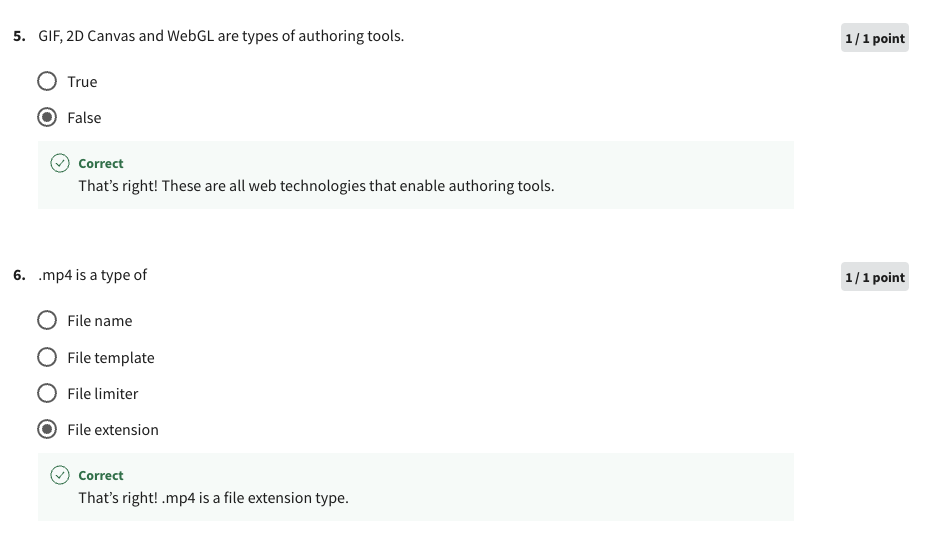 5. GIF, 2D Canvas and WebGL are types of authoring tools.
1 / 1 point
True
False
Correct
That's right! These are all web technologies that enable authoring tools.
6. .mp4 is a type of
1 / 1 point
File name
File template
File limiter
File extension
Correct
That's right! .mp4 is a file extension type.